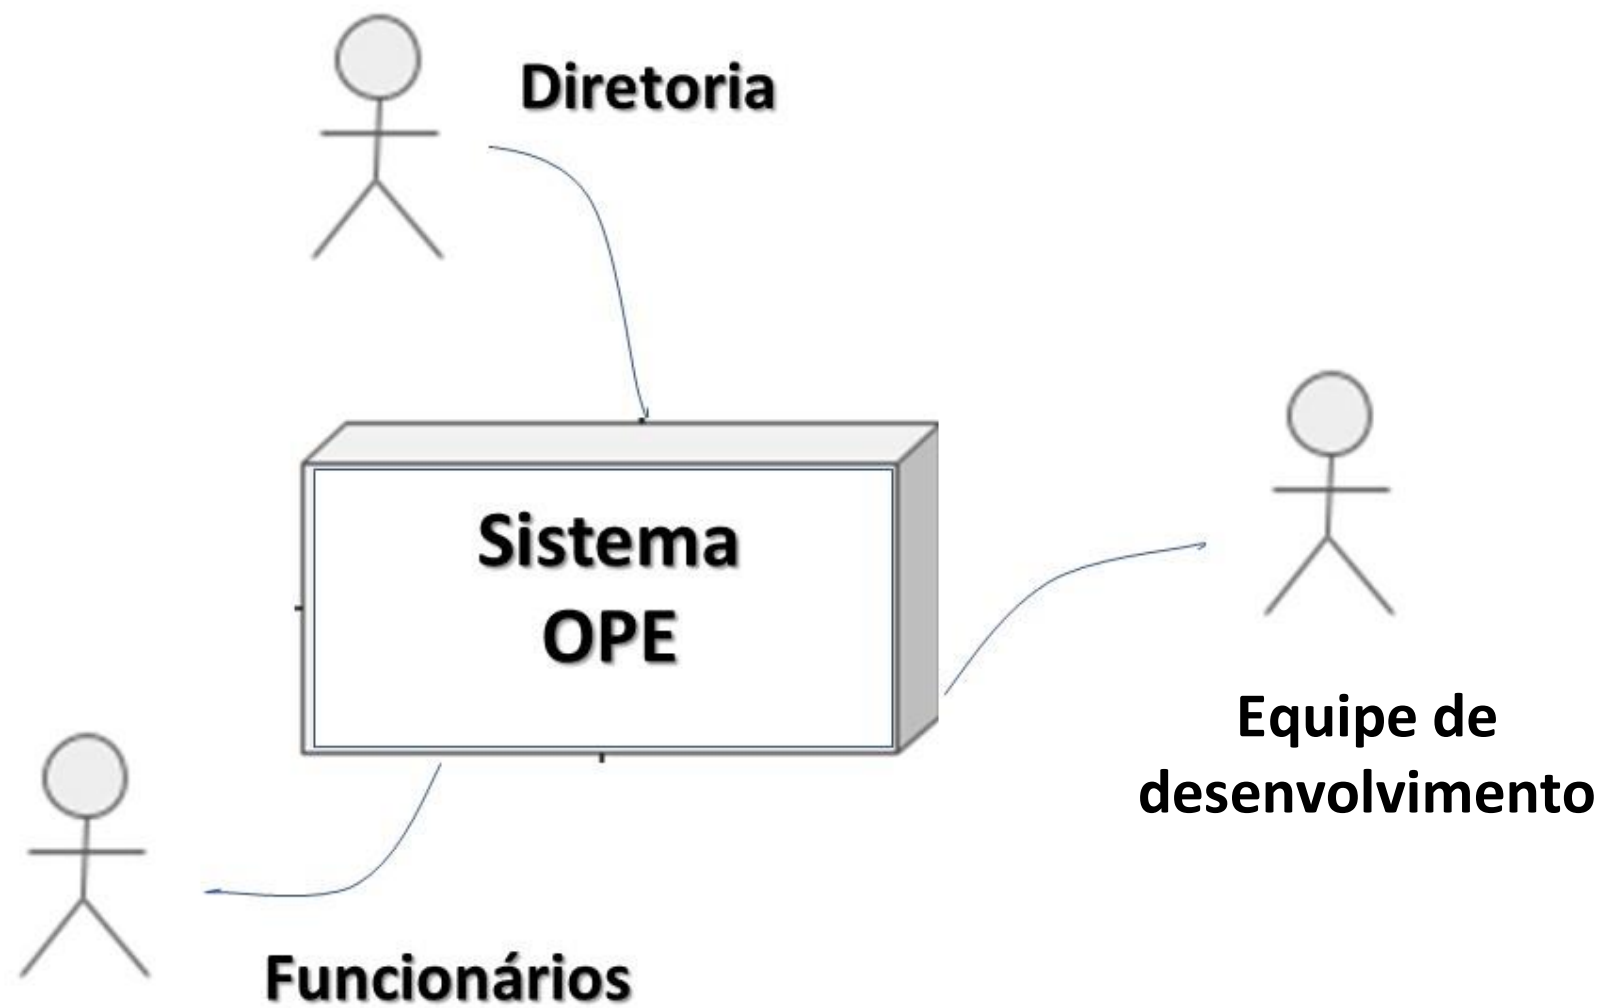 Diretoria
Sistema
OPE
Equipe de
desenvolvimento
Funcionários